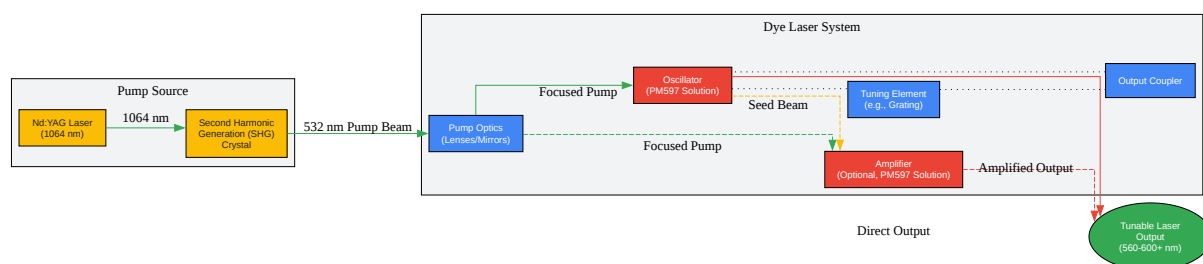 Dye Laser System
Pump Source
Nd:YAG Laser
(1064 nm)
1064 nm
Second Harmonic
Generation (SHG)
Crystal
532 nm Pump Beam
Pump Optics
(Lenses/Mirrors)
Focused Pump
Oscillator
(PM597 Solution)
Seed Beam
Tuning Element
(e.g., Grating)
Output Coupler
Focused Pump
Amplifier
(Optional, PM597 Solution)
Amplified Output
Direct Output
Tunable Laser
Output
(560-600+ nm)